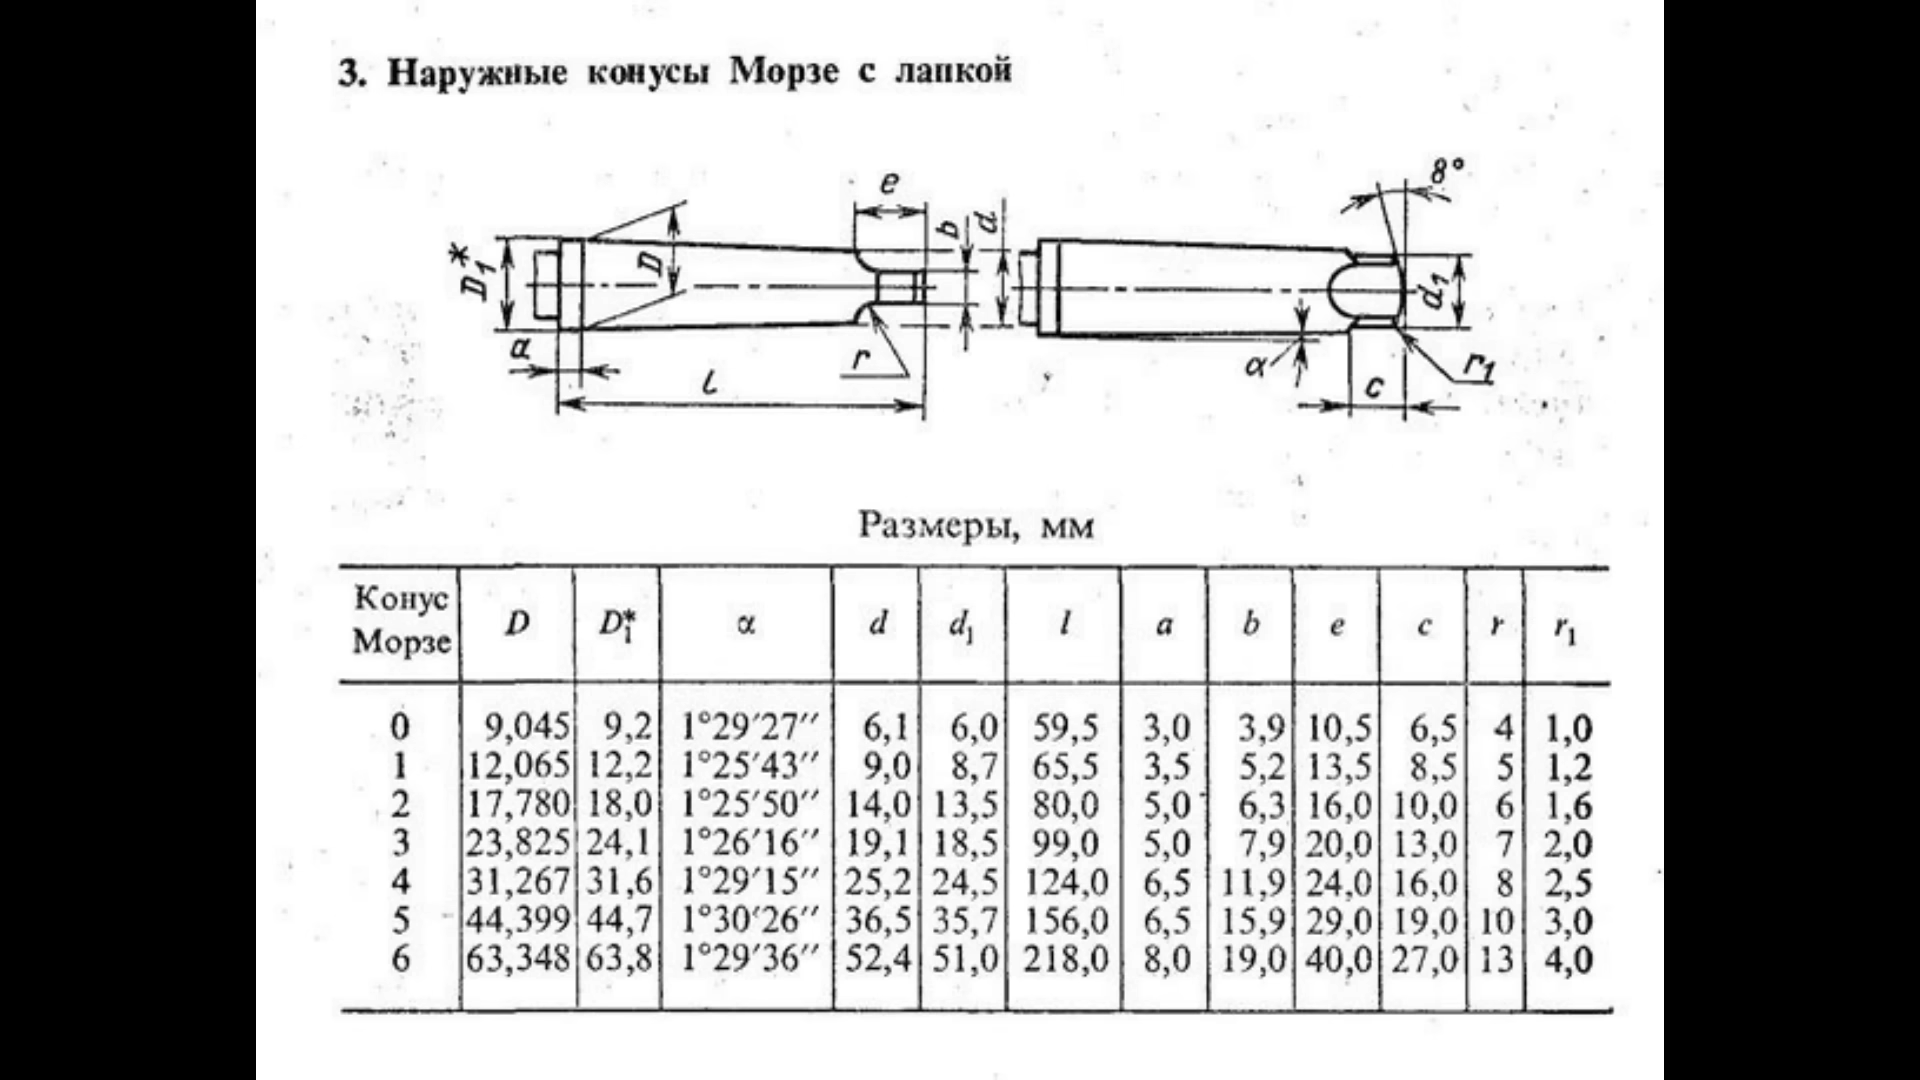 3. Наружные конусы Морзе с лапкой
e
8°
D₁* D b d d₁
a l r α c r₁
Размеры, мм
Конус Морзе D D₁* α d d₁ l a b e c r r₁
0 9,045 9,2 1°29′27″ 6,1 6,0 59,5 3,0 3,9 10,5 6,5 4 1,0
1 12,065 12,2 1°25′43″ 9,0 8,7 65,5 3,5 5,2 13,5 8,5 5 1,2
2 17,780 18,0 1°25′50″ 14,0 13,5 80,0 5,0 6,3 16,0 10,0 6 1,6
3 23,825 24,1 1°26′16″ 19,1 18,5 99,0 5,0 7,9 20,0 13,0 7 2,0
4 31,267 31,6 1°29′15″ 25,2 24,5 124,0 6,5 11,9 24,0 16,0 8 2,5
5 44,399 44,7 1°30′26″ 36,5 35,7 156,0 6,5 15,9 29,0 19,0 10 3,0
6 63,348 63,8 1°29′36″ 52,4 51,0 218,0 8,0 19,0 40,0 27,0 13 4,0